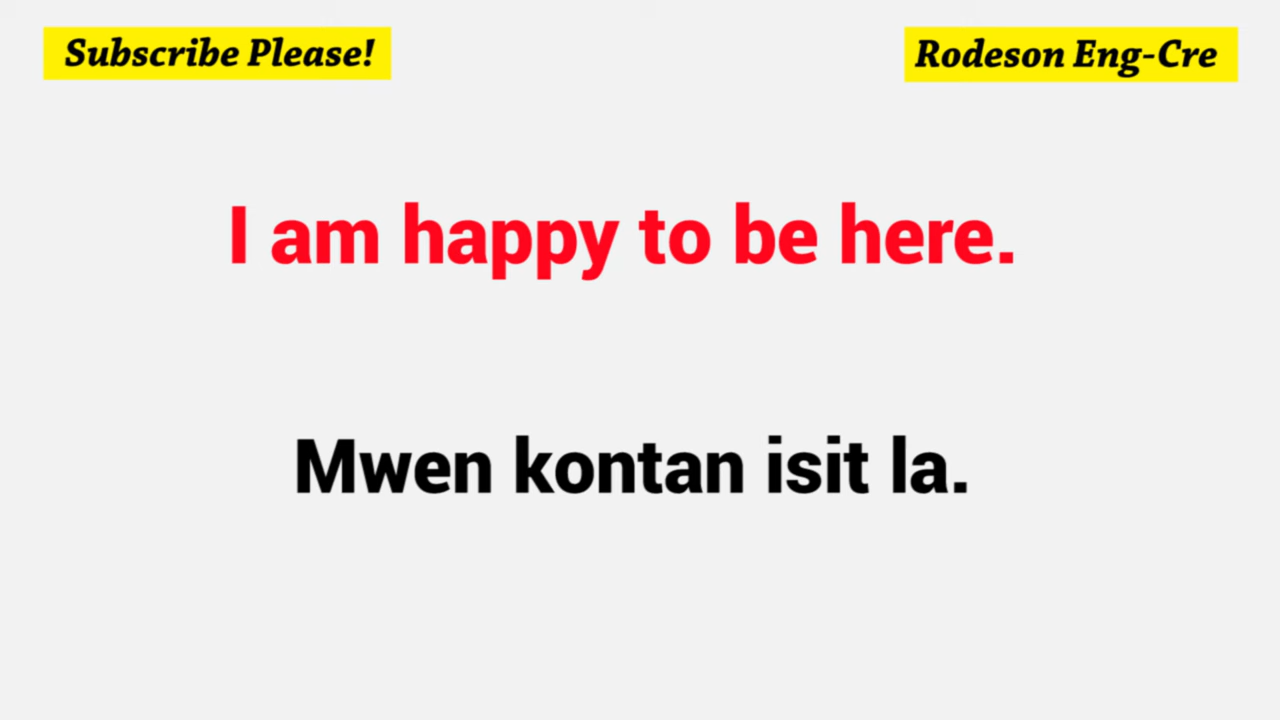 Subscribe Please!
Rodeson Eng-Cre
I am happy to be here.
Mwen kontan isit la.